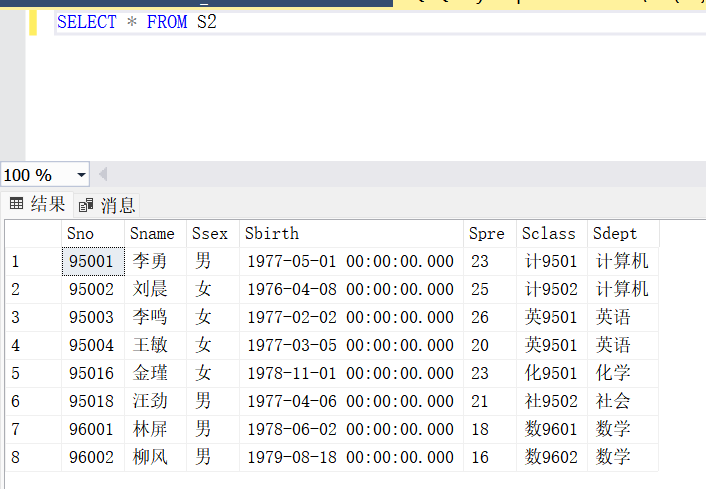 SELECT * FROM S2
100 %
结果 消息
Sno Sname Ssex Sbirth Spre Sclass Sdept
1 95001 李勇 男 1977-05-01 00:00:00.000 23 计9501 计算机
2 95002 刘晨 女 1976-04-08 00:00:00.000 25 计9502 计算机
3 95003 李鸣 女 1977-02-02 00:00:00.000 26 英9501 英语
4 95004 王敏 女 1977-03-05 00:00:00.000 20 英9501 英语
5 95016 金瑾 女 1978-11-01 00:00:00.000 23 化9501 化学
6 95018 汪劲 男 1977-04-06 00:00:00.000 21 社9502 社会
7 96001 林屏 男 1978-06-02 00:00:00.000 18 数9601 数学
8 96002 柳风 男 1979-08-18 00:00:00.000 16 数9602 数学